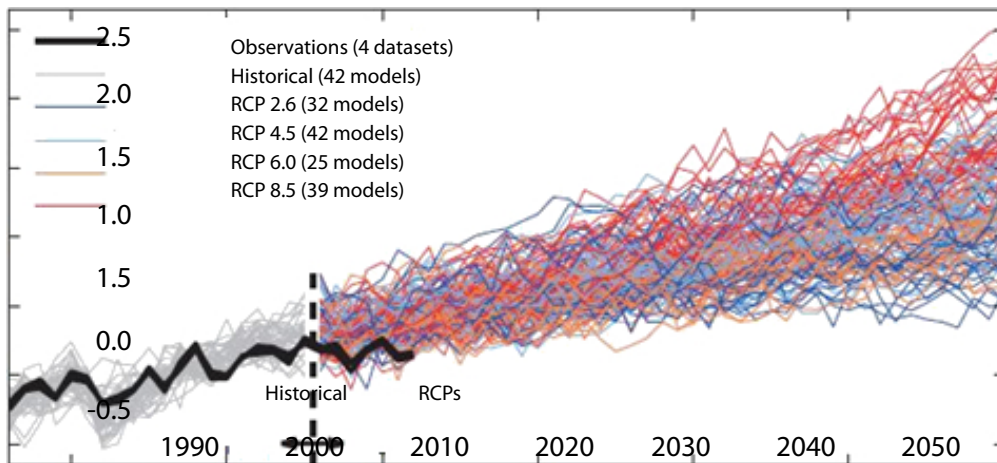 2.5
Observations (4 datasets)
Historical (42 models)
2.0
RCP 2.6 (32 models)
RCP 4.5 (42 models)
1.5
RCP 6.0 (25 models)
RCP 8.5 (39 models)
1.0
1.5
0.0
Historical RCPs
-0.5
1990 2000 2010 2020 2030 2040 2050